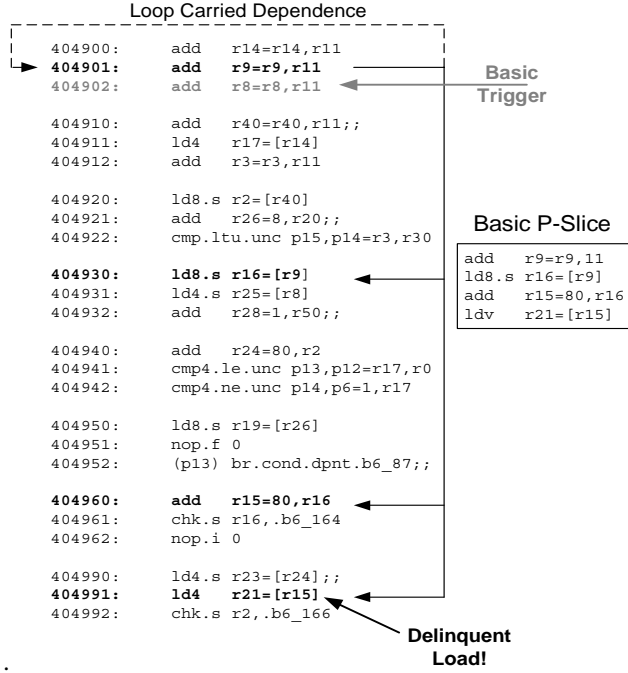 Loop Carried Dependence
404900: add r14=r14,r11
404901: add r9=r9,r11
404902: add r8=r8,r11
Basic
Trigger
404910: add r40=r40,r11;;
404911: ld4 r17=[r14]
404912: add r3=r3,r11
404920: ld8.s r2=[r40]
404921: add r26=8,r20;;
404922: cmp.ltu.unc p15,p14=r3,r30
Basic P-Slice
add r9=r9,11
ld8.s r16=[r9]
add r15=80,r16
ldv r21=[r15]
404930: ld8.s r16=[r9]
404931: ld4.s r25=[r8]
404932: add r28=1,r50;;
404940: add r24=80,r2
404941: cmp4.le.unc p13,p12=r17,r0
404942: cmp4.ne.unc p14,p6=1,r17
404950: ld8.s r19=[r26]
404951: nop.f 0
404952: (p13) br.cond.dpnt.b6_87;;
404960: add r15=80,r16
404961: chk.s r16,.b6_164
404962: nop.i 0
404990: ld4.s r23=[r24];;
404991: ld4 r21=[r15]
404992: chk.s r2,.b6_166
Delinquent
Load!
.